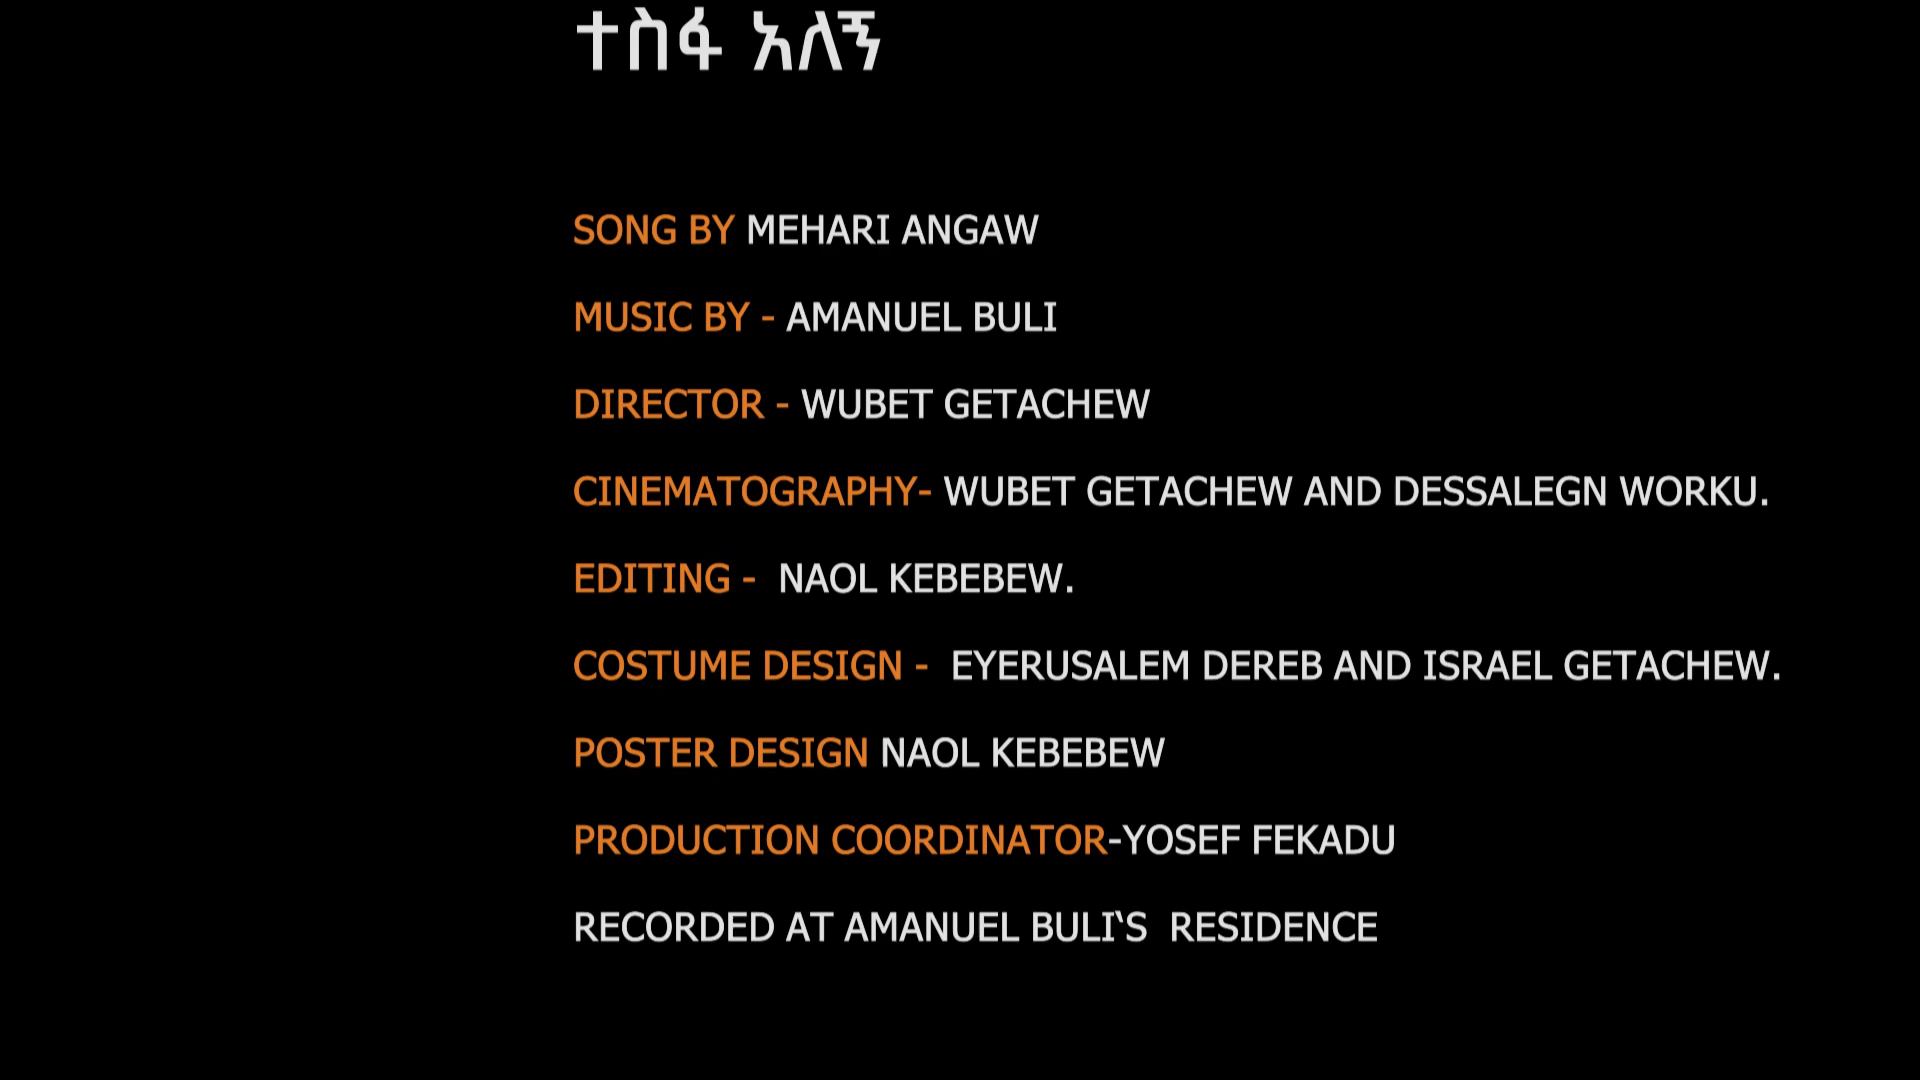 ተስፋ አለኝ
SONG BY MEHARI ANGAW
MUSIC BY - AMANUEL BULI
DIRECTOR - WUBET GETACHEW
CINEMATOGRAPHY- WUBET GETACHEW AND DESSALEGN WORKU.
EDITING -  NAOL KEBEBEW.
COSTUME DESIGN -  EYERUSALEM DEREB AND ISRAEL GETACHEW.
POSTER DESIGN NAOL KEBEBEW
PRODUCTION COORDINATOR-YOSEF FEKADU
RECORDED AT AMANUEL BULI‘S  RESIDENCE